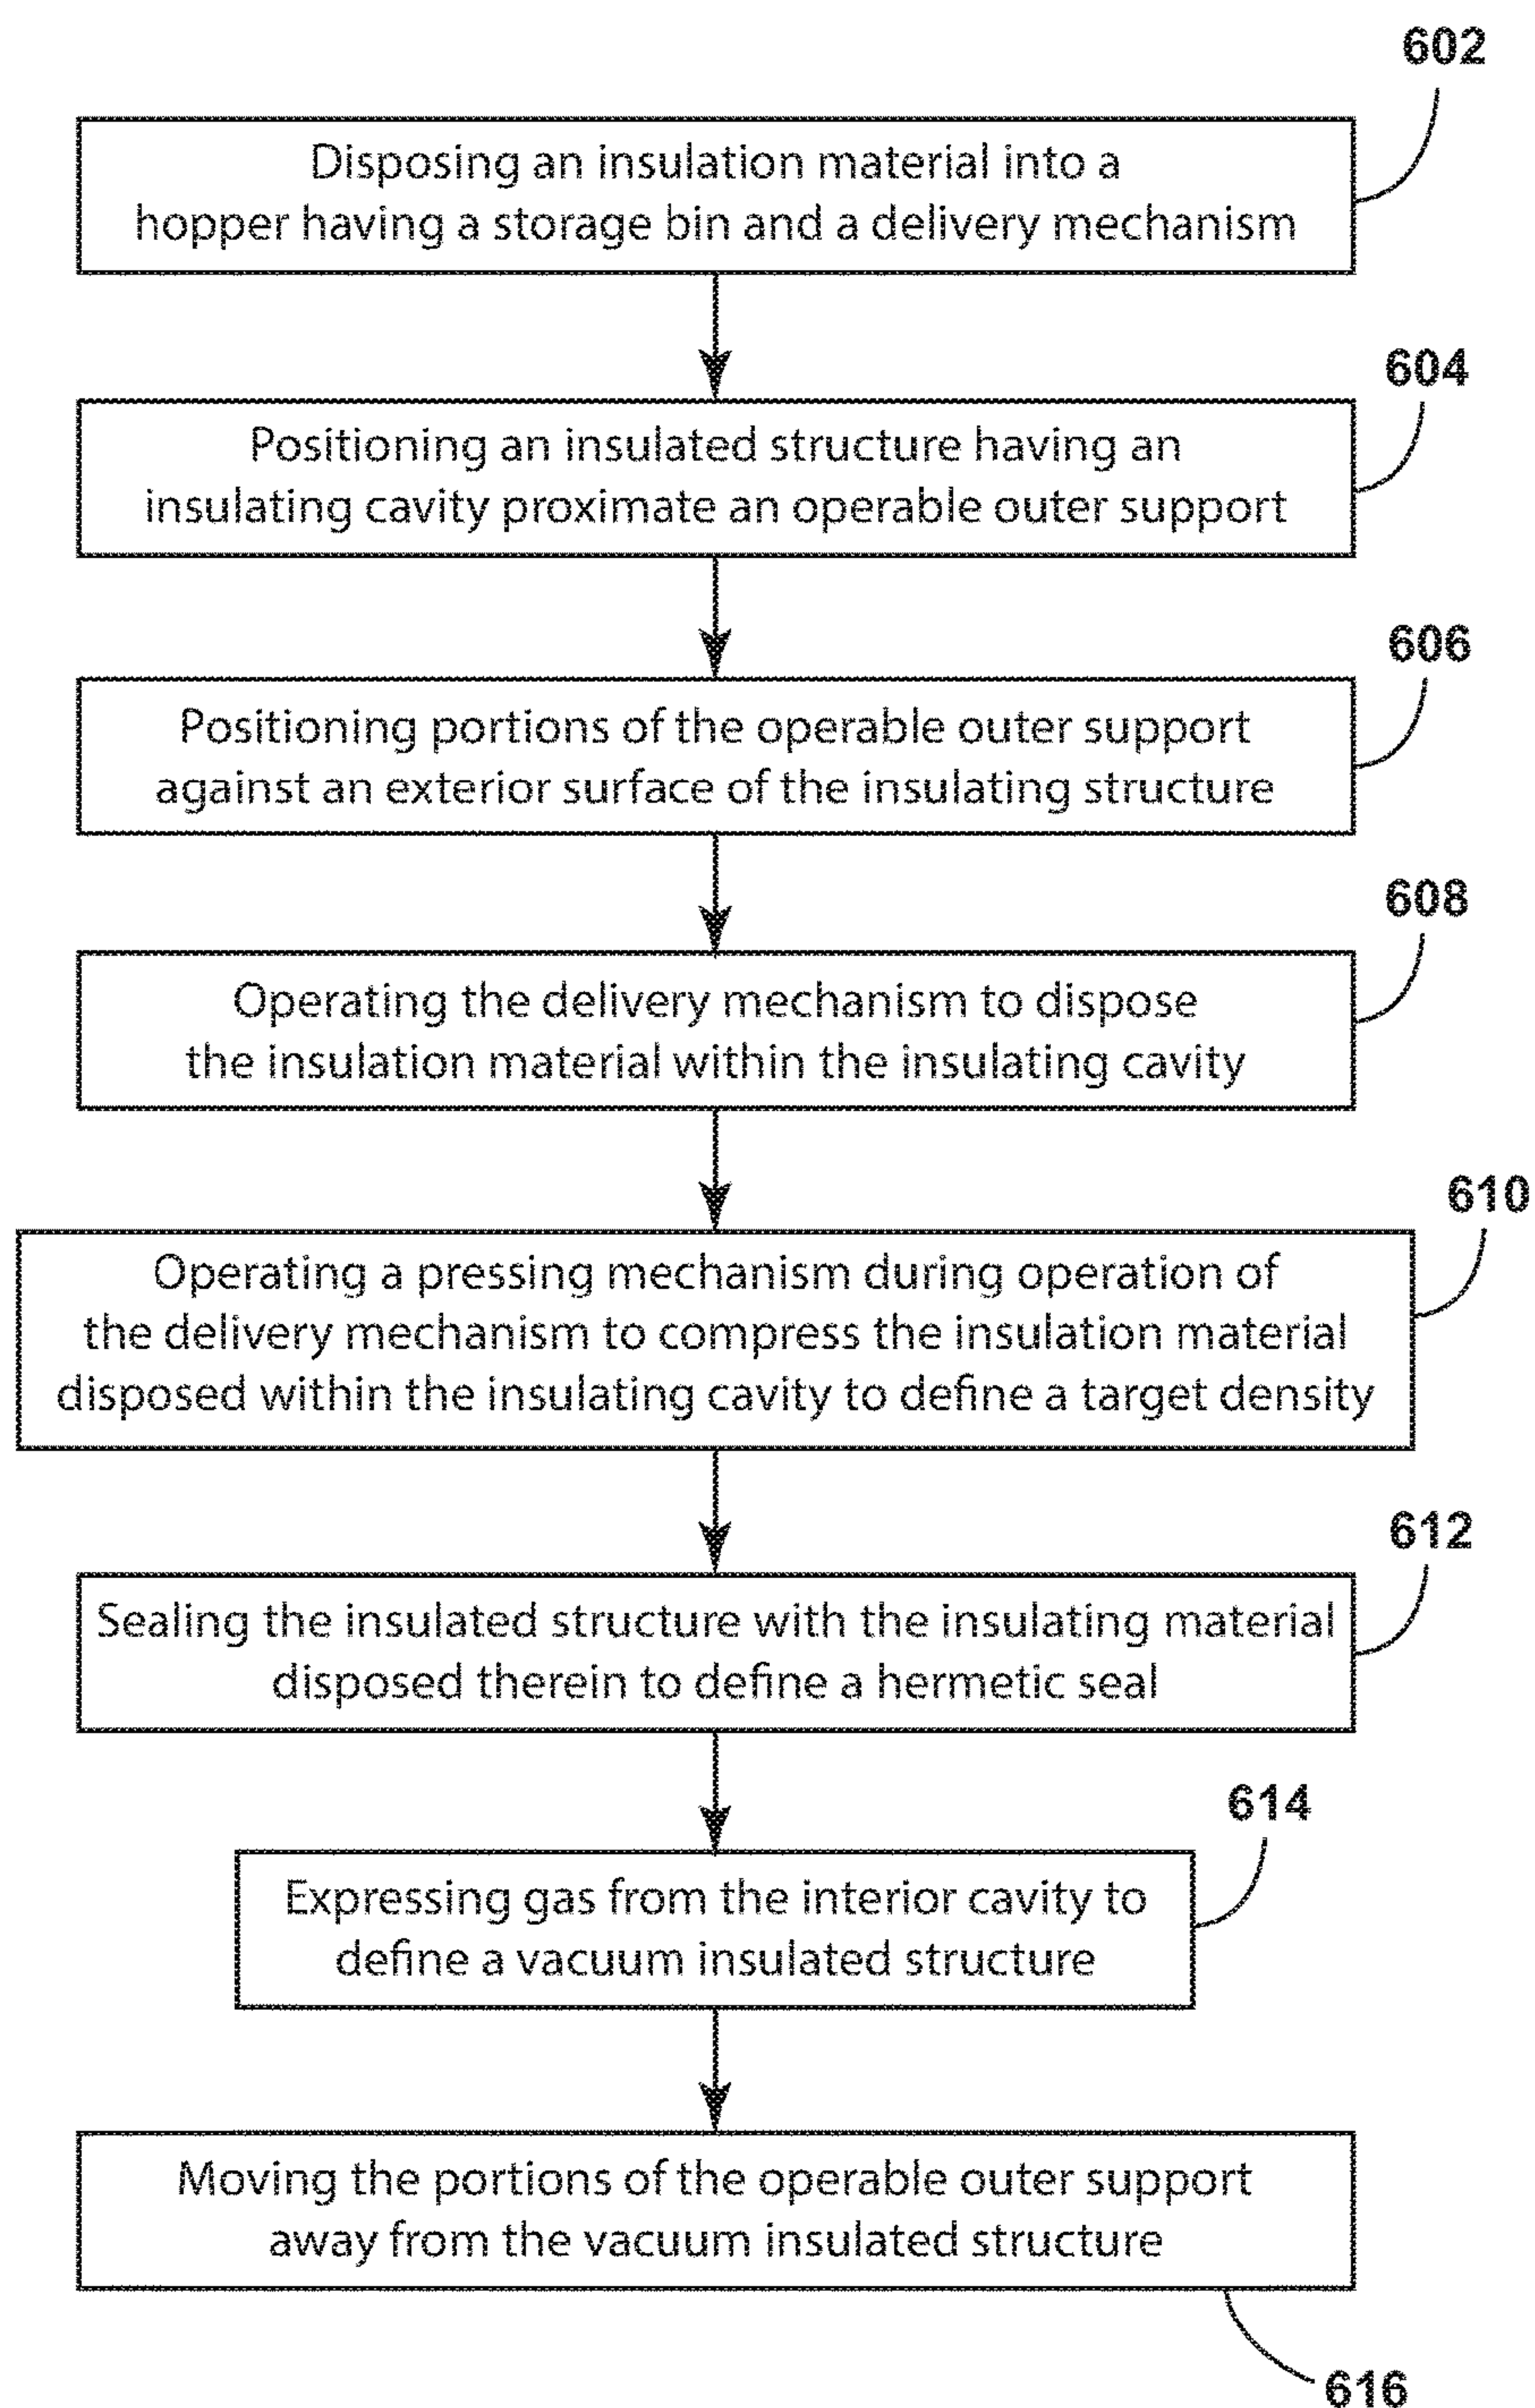 602
Disposing an insulation material into a
hopper having a storage bin and a delivery mechanism
604
Positioning an insulated structure having an
insulating cavity proximate an operable outer support
606
Positioning portions of the operable outer support
against an exterior surface of the insulating structure
608
Operating the delivery mechanism to dispose
the insulation material within the insulating cavity
610
Operating a pressing mechanism during operation of
the delivery mechanism to compress the insulation material
disposed within the insulating cavity to define a target density
612
Sealing the insulated structure with the insulating material
disposed therein to define a hermetic seal
614
Expressing gas from the interior cavity to
define a vacuum insulated structure
Moving the portions of the operable outer support
away from the vacuum insulated structure
616